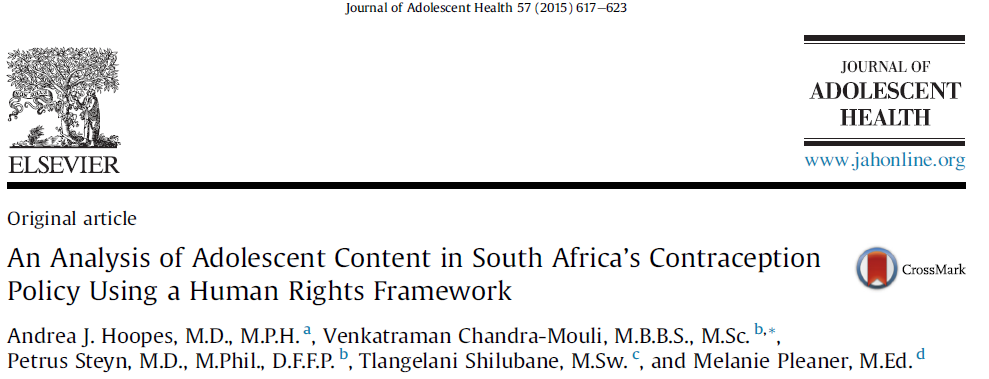 Journal of Adolescent Health 57 (2015) 617–623
ELSEVIER
JOURNAL OF
ADOLESCENT
HEALTH
www.jahonline.org
Original article
An Analysis of Adolescent Content in South Africa's Contraception
Policy Using a Human Rights Framework
CrossMark
Andrea J. Hoopes, M.D., M.P.H. a, Venkatraman Chandra-Mouli, M.B.B.S., M.Sc. b,*,
Petrus Steyn, M.D., M.Phil., D.F.F.P. b, Tlangelani Shilubane, M.Sw. c, and Melanie Pleaner, M.Ed. d